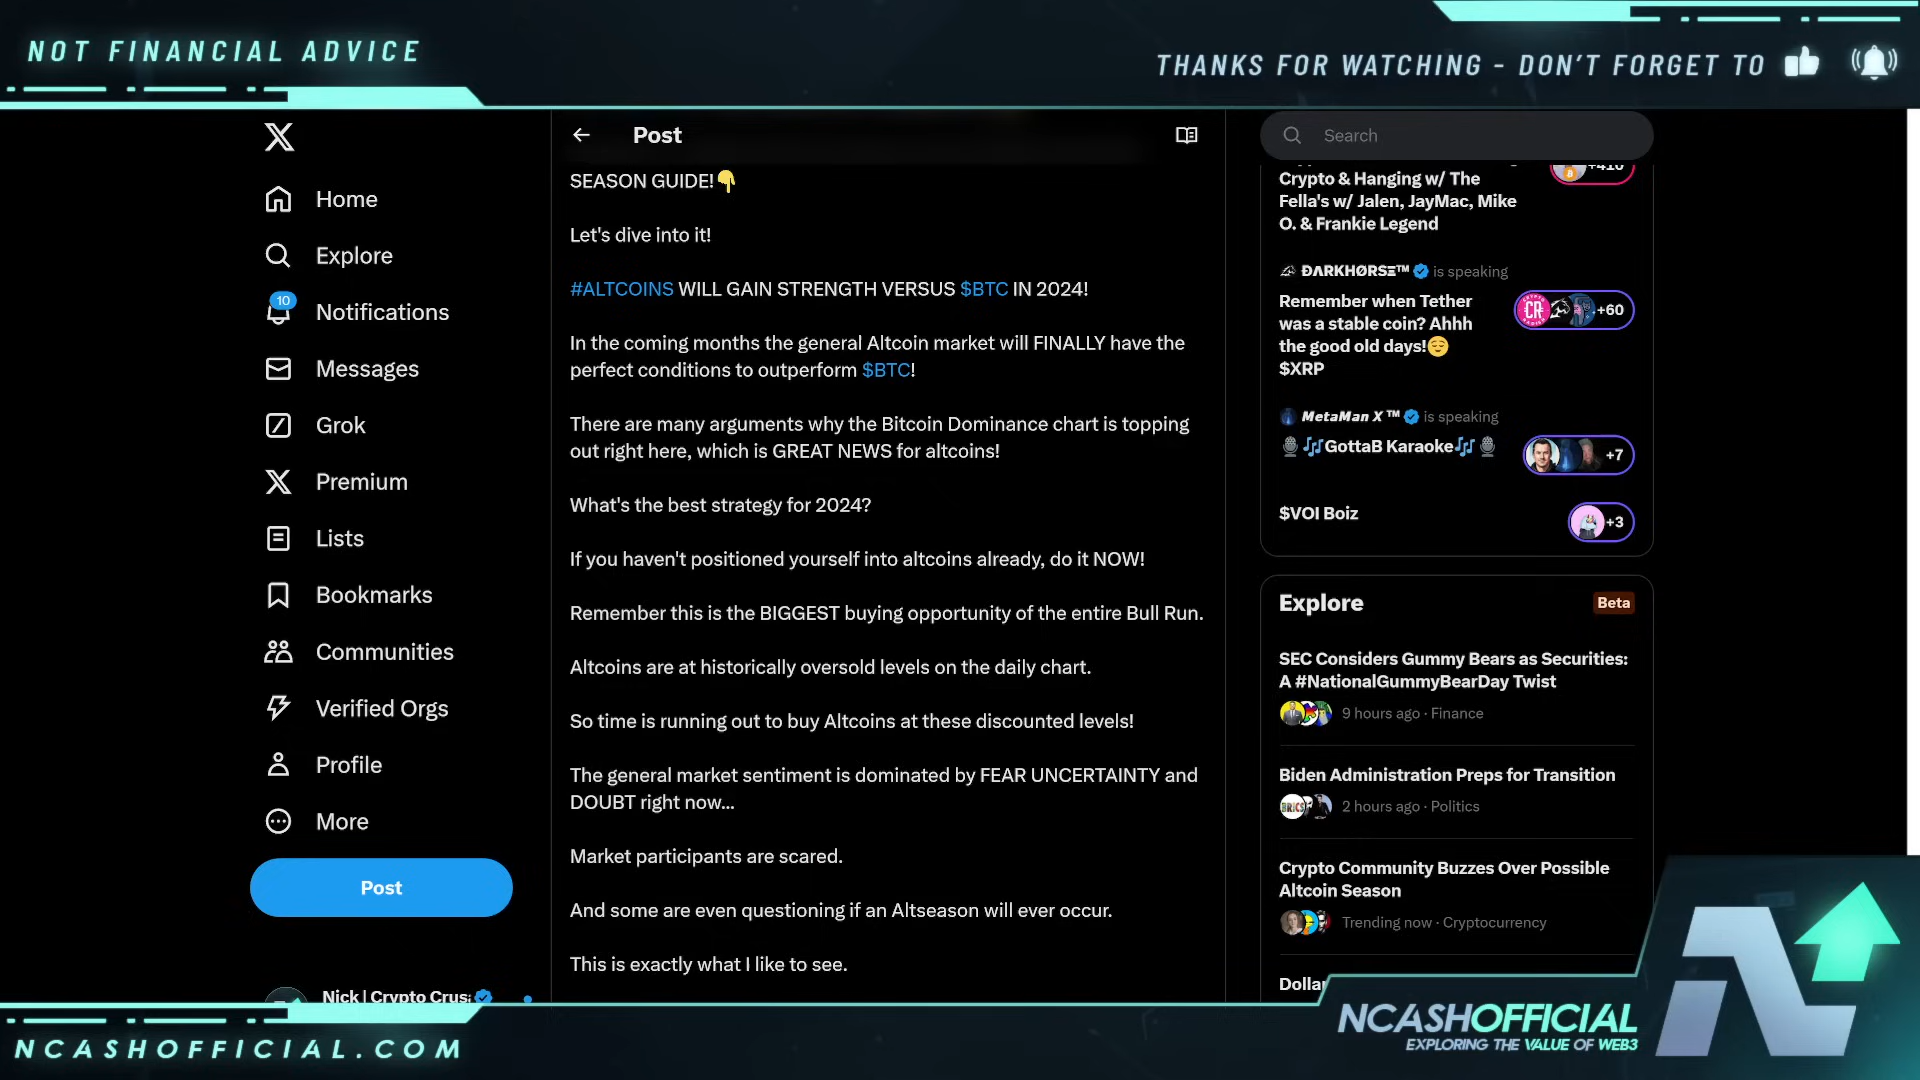 NOT FINANCIAL ADVICE
THANKS FOR WATCHING - DON'T FORGET TO
Home
Explore
10
Notifications
Messages
Grok
Premium
Lists
Bookmarks
Communities
Verified Orgs
Profile
More
Post
Nick | Crypto Crus
Post
SEASON GUIDE!👇
Let's dive into it!
#ALTCOINS WILL GAIN STRENGTH VERSUS $BTC IN 2024!
In the coming months the general Altcoin market will FINALLY have the
perfect conditions to outperform $BTC!
There are many arguments why the Bitcoin Dominance chart is topping
out right here, which is GREAT NEWS for altcoins!
What's the best strategy for 2024?
If you haven't positioned yourself into altcoins already, do it NOW!
Remember this is the BIGGEST buying opportunity of the entire Bull Run.
Altcoins are at historically oversold levels on the daily chart.
So time is running out to buy Altcoins at these discounted levels!
The general market sentiment is dominated by FEAR UNCERTAINTY and
DOUBT right now...
Market participants are scared.
And some are even questioning if an Altseason will ever occur.
This is exactly what I like to see.
Search
Crypto & Hanging w/ The
Fella's w/ Jalen, JayMac, Mike
O. & Frankie Legend
+410
ÐΛRKHØRSΞ™ is speaking
Remember when Tether
was a stable coin? Ahhh
the good old days!😌
$XRP
CR
+60
MetaMan X ™ is speaking
🎙🎶GottaB Karaoke🎶🎙
+7
$VOI Boiz
+3
Explore
Beta
SEC Considers Gummy Bears as Securities:
A #NationalGummyBearDay Twist
9 hours ago · Finance
Biden Administration Preps for Transition
BRICS
2 hours ago · Politics
Crypto Community Buzzes Over Possible
Altcoin Season
Trending now · Cryptocurrency
NCASHOFFICIAL.COM
NCASHOFFICIAL
EXPLORING THE VALUE OF WEB3